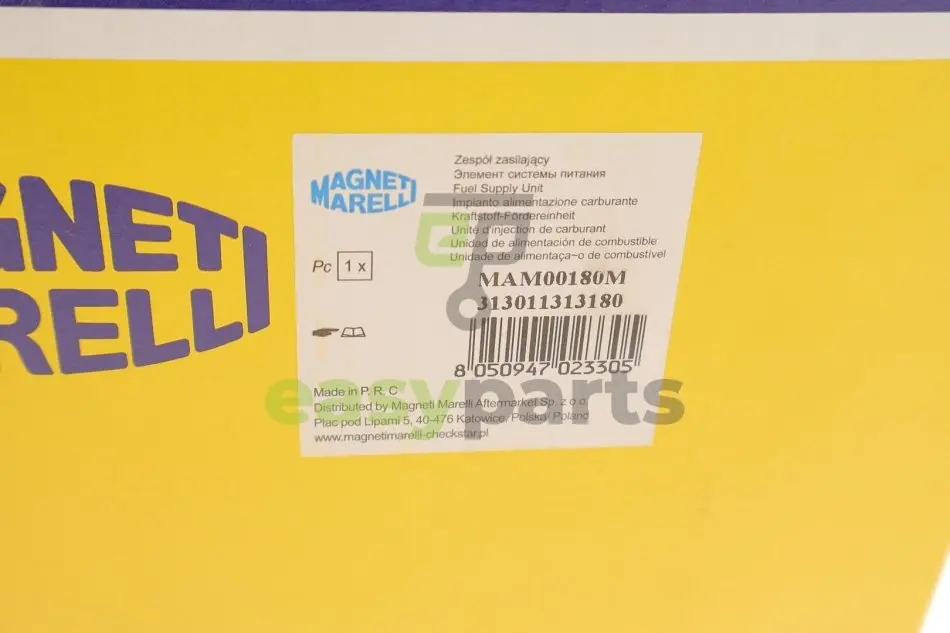 GNETI
RELLI
MAGNETI
MARELLI
Zespół zasilający
Элемент системы питания
Fuel Supply Unit
Impianto alimentazione carburante
Kraftstoff-Fördereinheit
Unite d'injection de carburant
Unidad de alimentación de combustible
Unidade de alimentaça~o de combustível
MAM00180M
313011313180
Pc 1 x
8 050947 023305
Made in P. R. C
Distributed by Magneti Marelli Aftermarket Sp. z o.o.
Plac pod Lipami 5, 40-476 Katowice, Polska/ Poland
www.magnetimarelli-checkstar.pl
easyparts